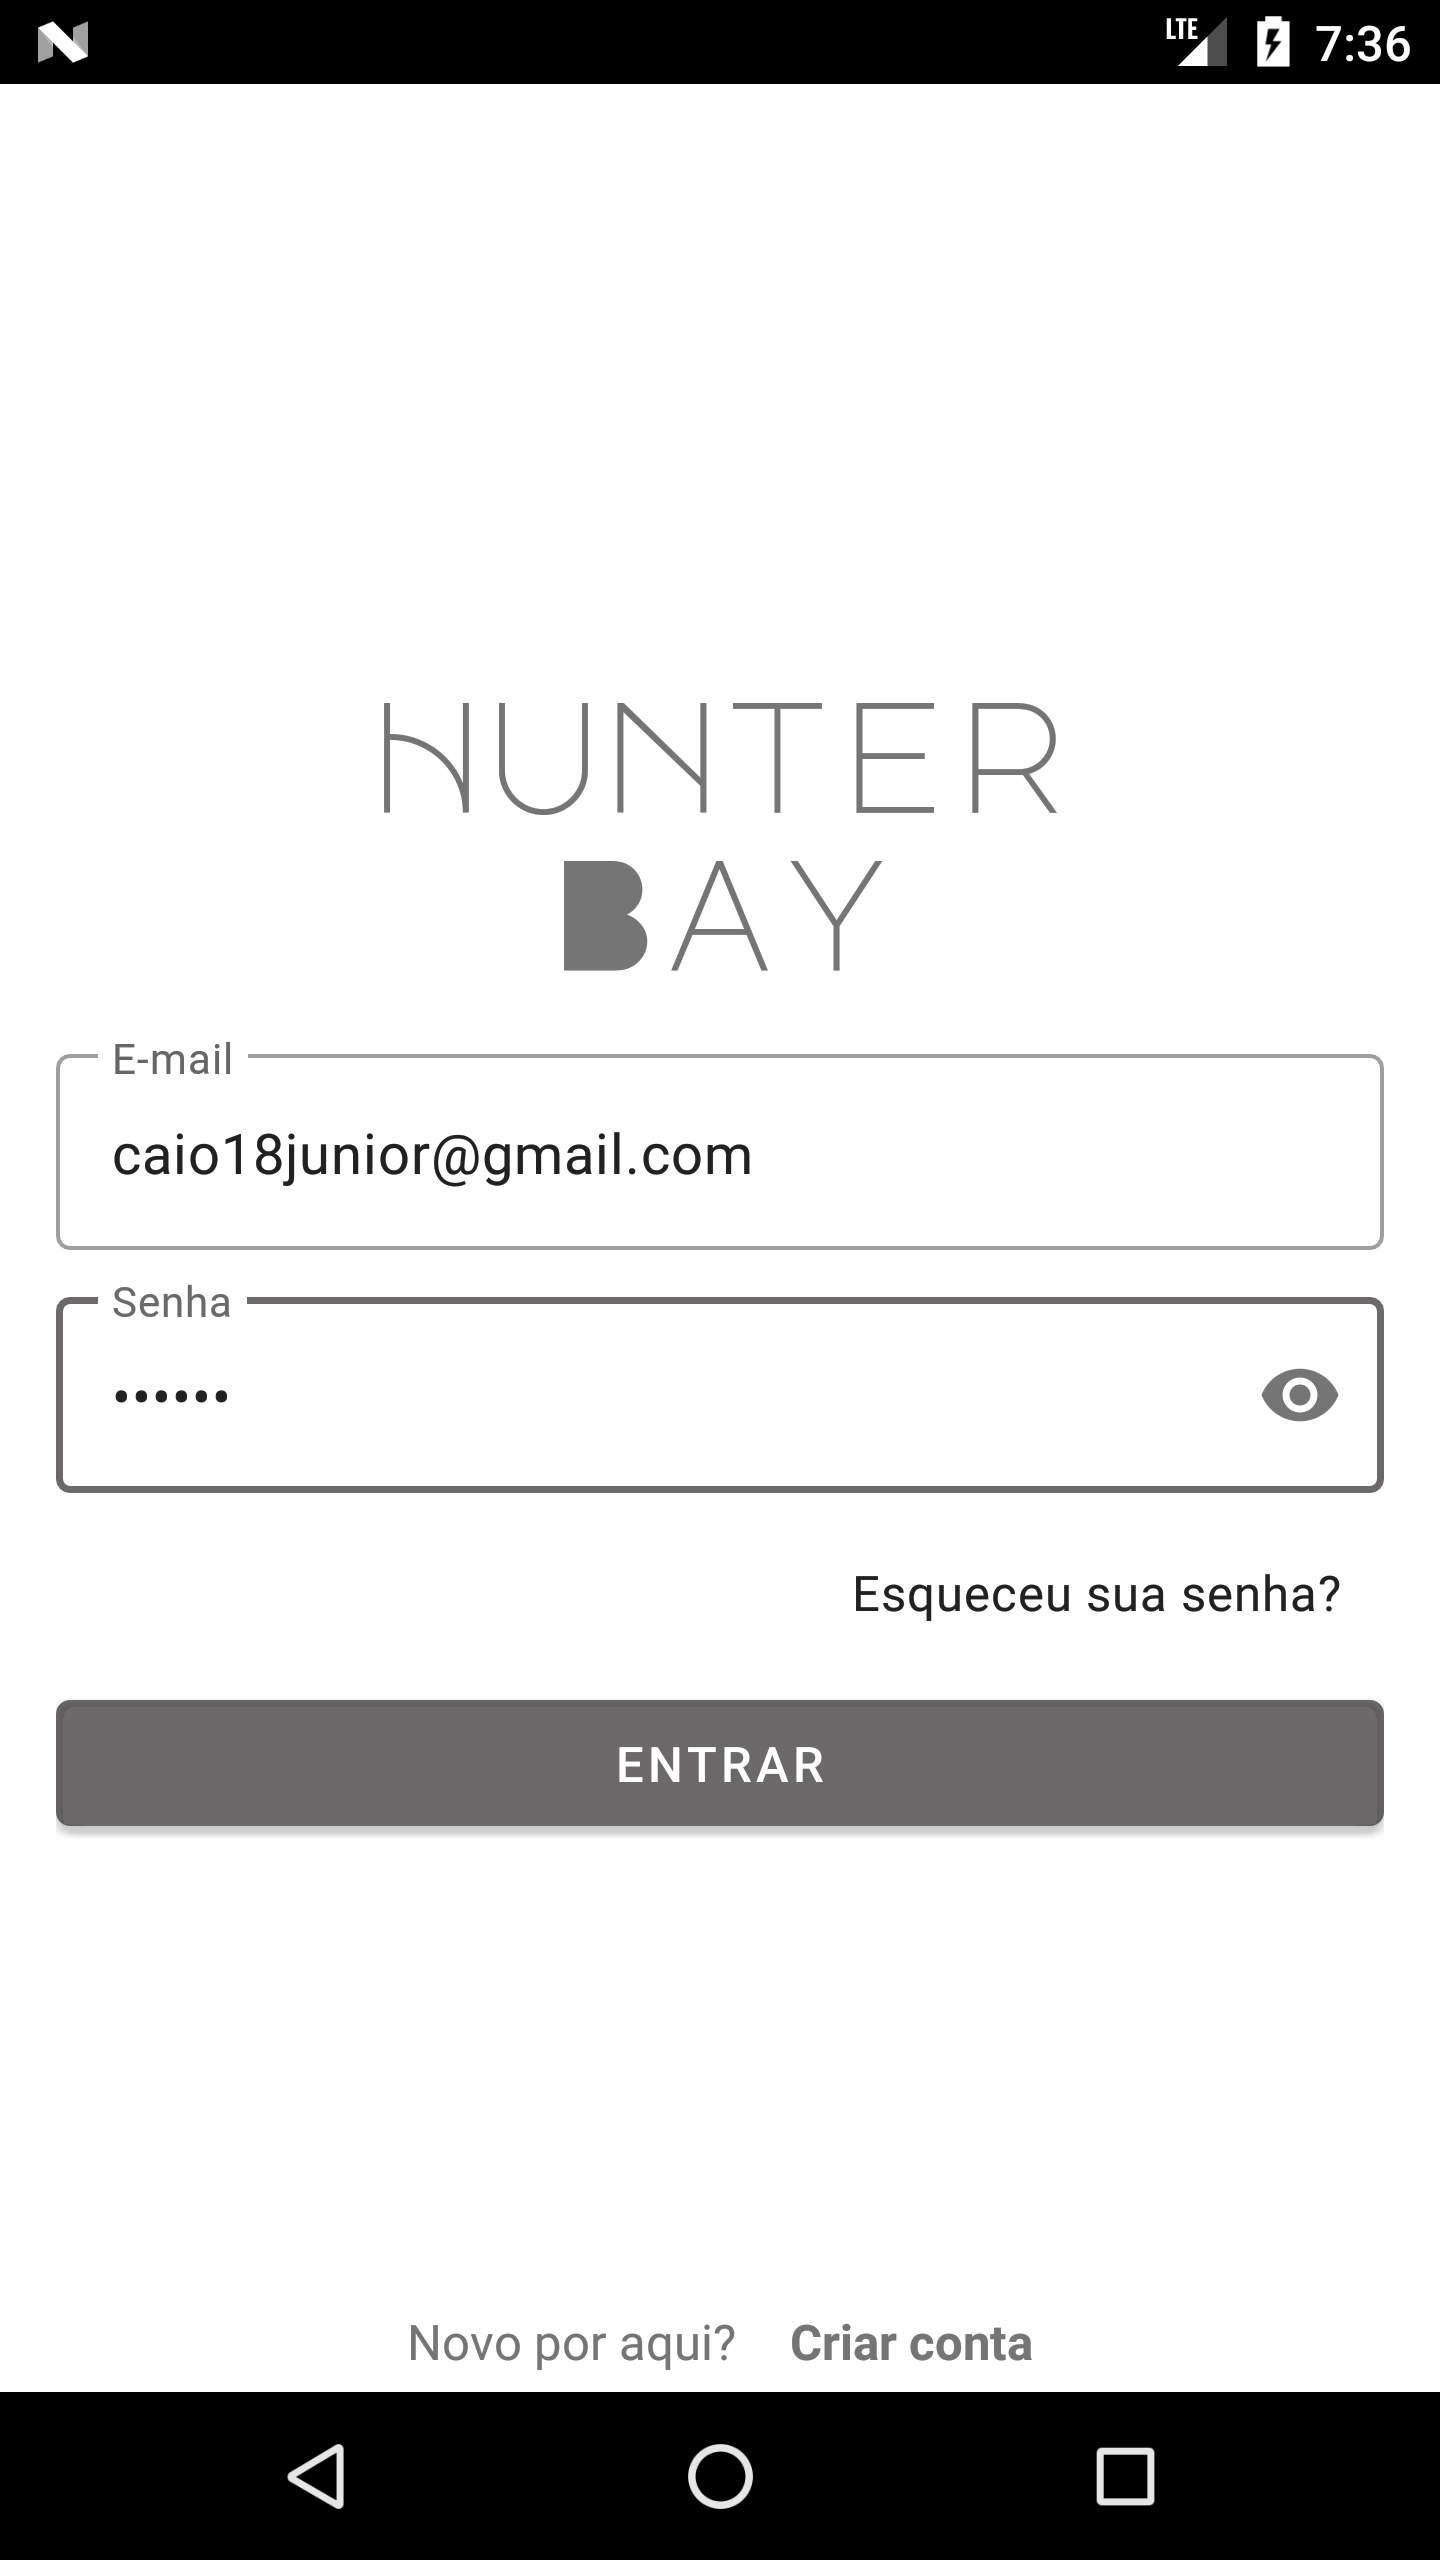 LTE 7:36
HUNTER
BAY
E-mail
caio18junior@gmail.com
Senha
••••••
Esqueceu sua senha?
ENTRAR
Novo por aqui? Criar conta